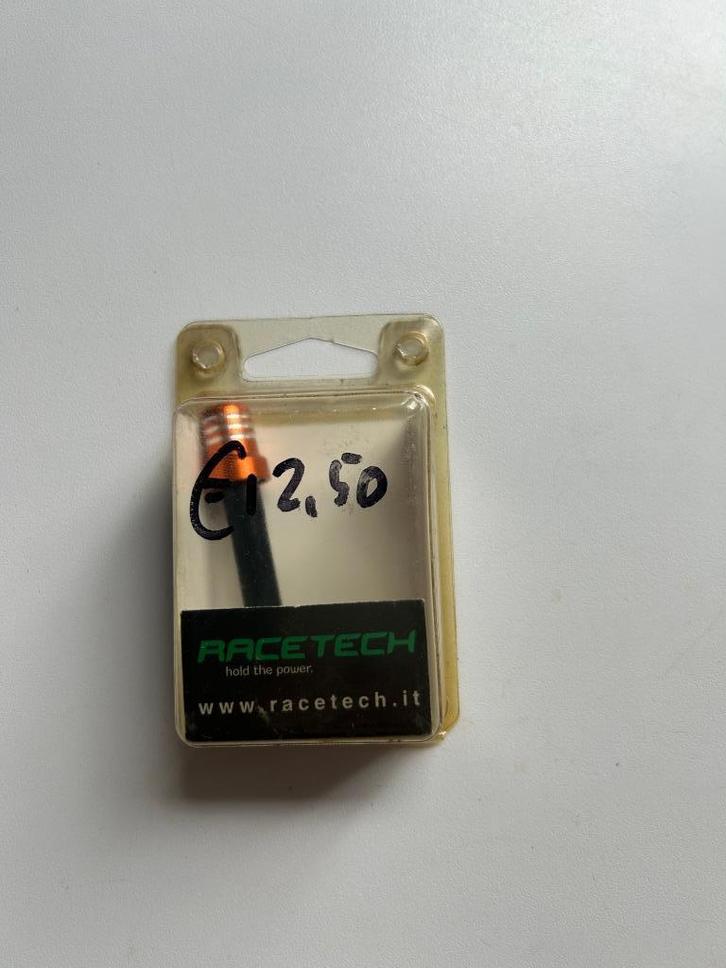 €12,50
RACETECH
hold the power.
www.racetech.it